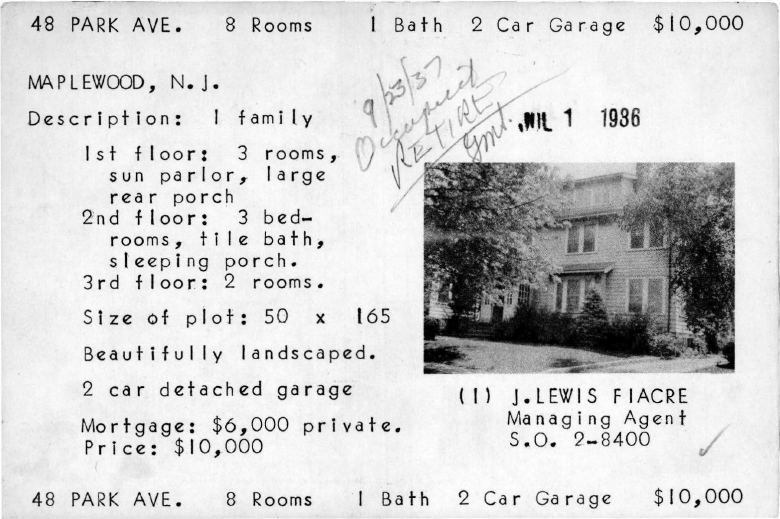 48 PARK AVE. 8 Rooms 1 Bath 2 Car Garage $10,000
MAPLEWOOD, N.J.
9/23/37
Occupied
RETIRE
JUL 1 1936
Description: 1 family
1st floor: 3 rooms,
sun parlor, large
rear porch
2nd floor: 3 bed-
rooms, tile bath,
sleeping porch.
3rd floor: 2 rooms.
Size of plot: 50 x 165
Beautifully landscaped.
2 car detached garage
Mortgage: $6,000 private.
Price: $10,000
(1) J.LEWIS FIACRE
Managing Agent
S.O. 2-8400
48 PARK AVE. 8 Rooms 1 Bath 2 Car Garage $10,000